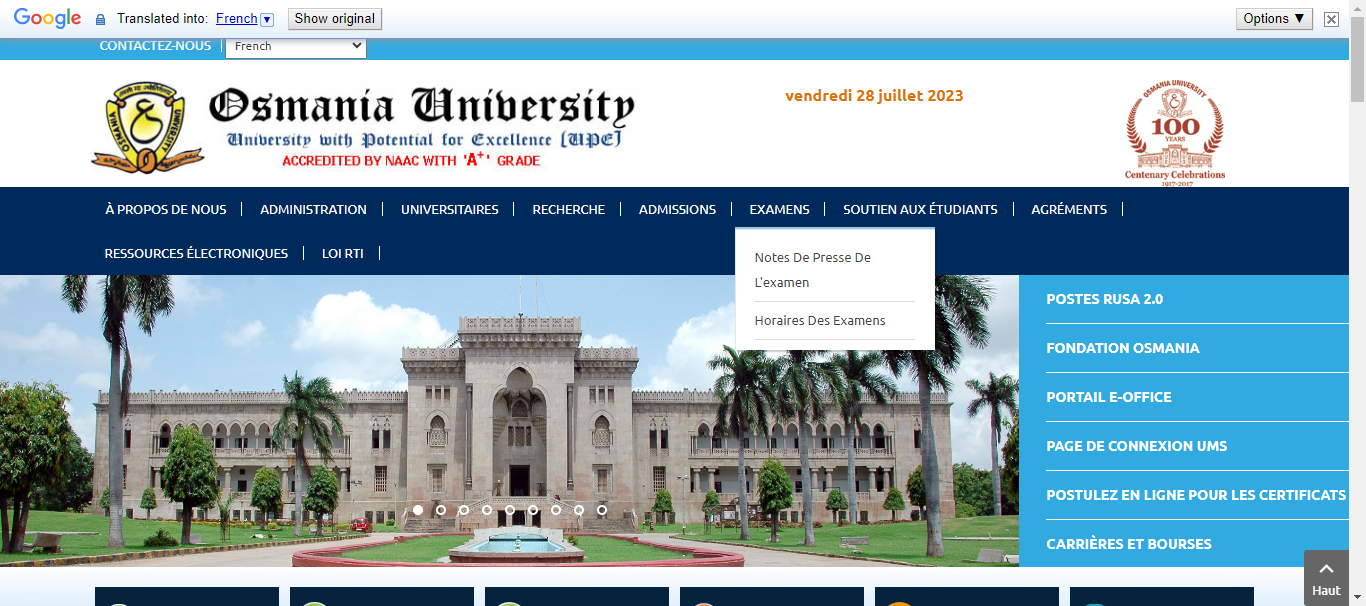 Google Translated into: French ▼ Show original Options ▼
CONTACTEZ-NOUS French
Osmania University
University with Potential for Excellence [UPE]
ACCREDITED BY NAAC WITH 'A+' GRADE
OSMANIA UNIVERSITY
vendredi 28 juillet 2023
OSMANIA UNIVERSITY
100
YEARS
Centenary Celebrations
1917-2017
À PROPOS DE NOUS ADMINISTRATION UNIVERSITAIRES RECHERCHE ADMISSIONS EXAMENS SOUTIEN AUX ÉTUDIANTS AGRÉMENTS
RESSOURCES ÉLECTRONIQUES LOI RTI
Notes De Presse De
L'examen
Horaires Des Examens
POSTES RUSA 2.0
FONDATION OSMANIA
PORTAIL E-OFFICE
PAGE DE CONNEXION UMS
POSTULEZ EN LIGNE POUR LES CERTIFICATS
CARRIÈRES ET BOURSES
Haut